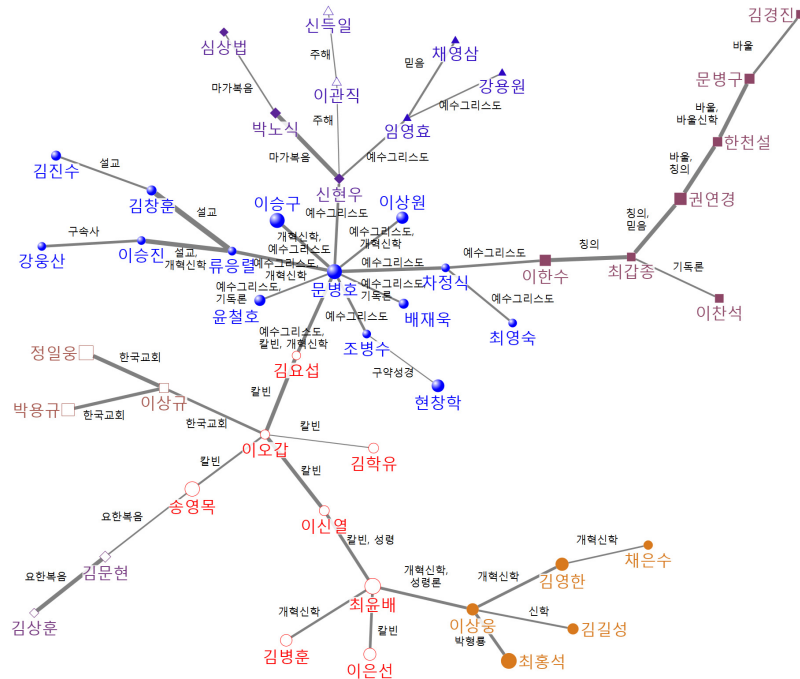 김경진
신득일
심상법
바울
주해
채영삼
믿음
문병구
마가복음
이관직
강용원
예수그리스도
바울,
바울신학
박노식
주해
임영효
한천설
마가복음
예수그리스도
바울,
칭의
설교
김진수
신현우
권연경
김창훈
설교
이승구
이상원
예수그리스도
칭의,
믿음
구속사
개혁신학,
예수그리스도
예수그리스도,
개혁신학
강웅산
이승진
설교,
개혁신학
류응렬
예수그리스도,
개혁신학
예수그리스도
예수그리스도
칭의
문병호
차정식
이한수
최갑종
기독론
예수그리스도,
기독론
예수그리스도,
기독론
예수그리스도
이찬석
윤철호
배재욱
예수그리스도
최영숙
예수그리스도,
칼빈, 개혁신학
조병수
정일웅
한국교회
김요섭
구약성경
칼빈
현창학
박용규
한국교회
이상규
한국교회
칼빈
이오갑
칼빈
칼빈
김학유
송영목
요한복음
이신열
칼빈, 성령
개혁신학
채은수
요한복음
김문현
개혁신학,
성령론
개혁신학
김영한
최윤배
김상훈
개혁신학
신학
칼빈
이상웅
김길성
박형룡
김병훈
이은선
최홍석